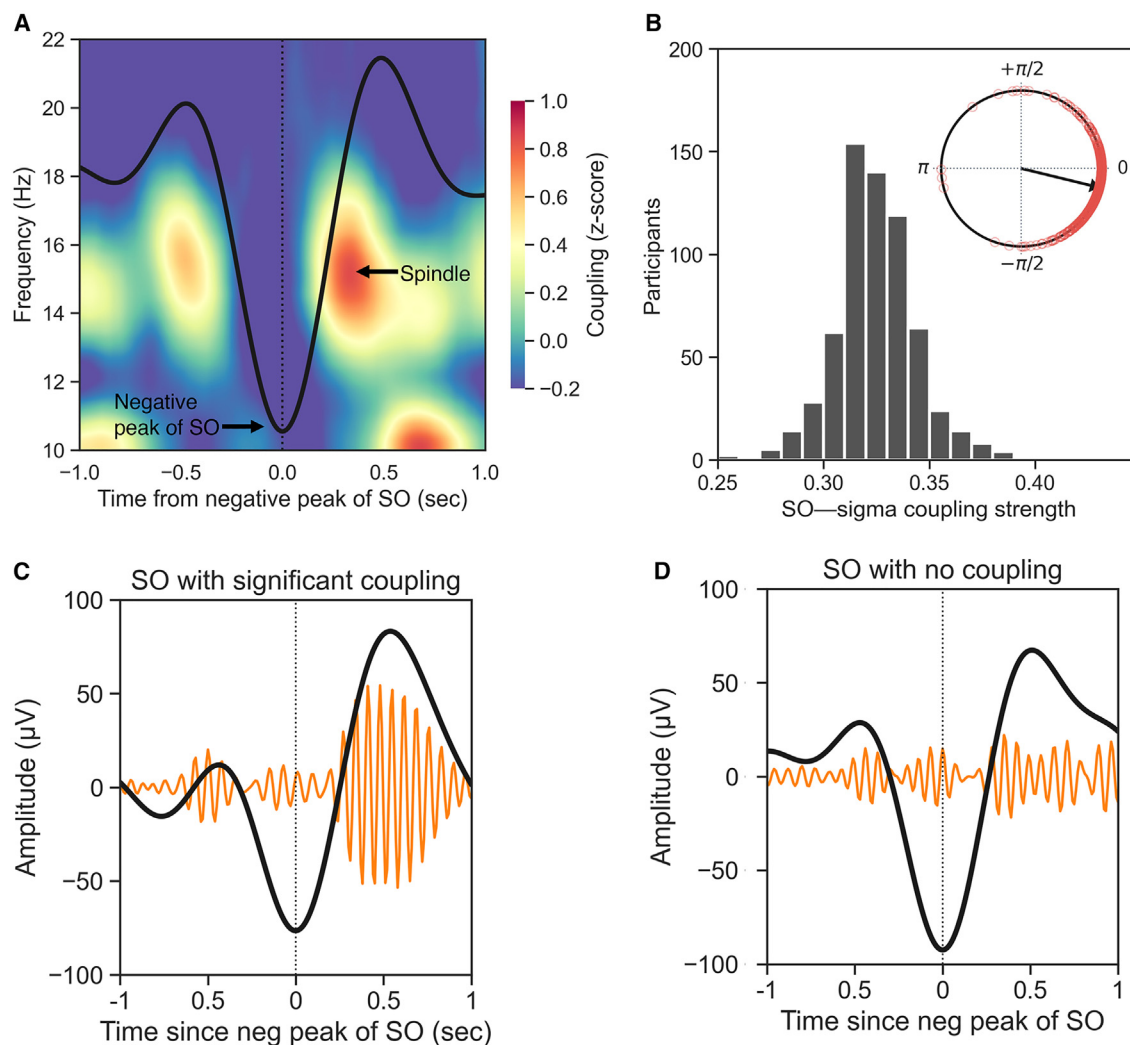 A
22
20
18
16
14
12
10
Frequency (Hz)
Spindle
Negative
peak of SO
−1.0 −0.5 0.0 0.5 1.0
Time from negative peak of SO (sec)
1.0
0.8
0.6
0.4
0.2
0.0
−0.2
Coupling (z-score)
B
200
150
100
50
0
Participants
+π/2
π
0
−π/2
0.25 0.30 0.35 0.40
SO—sigma coupling strength
C
SO with significant coupling
100
50
0
−50
−100
Amplitude (μV)
-1 0.5 0 0.5 1
Time since neg peak of SO (sec)
D
SO with no coupling
100
50
0
−50
−100
Amplitude (μV)
-1 0.5 0 0.5 1
Time since neg peak of SO